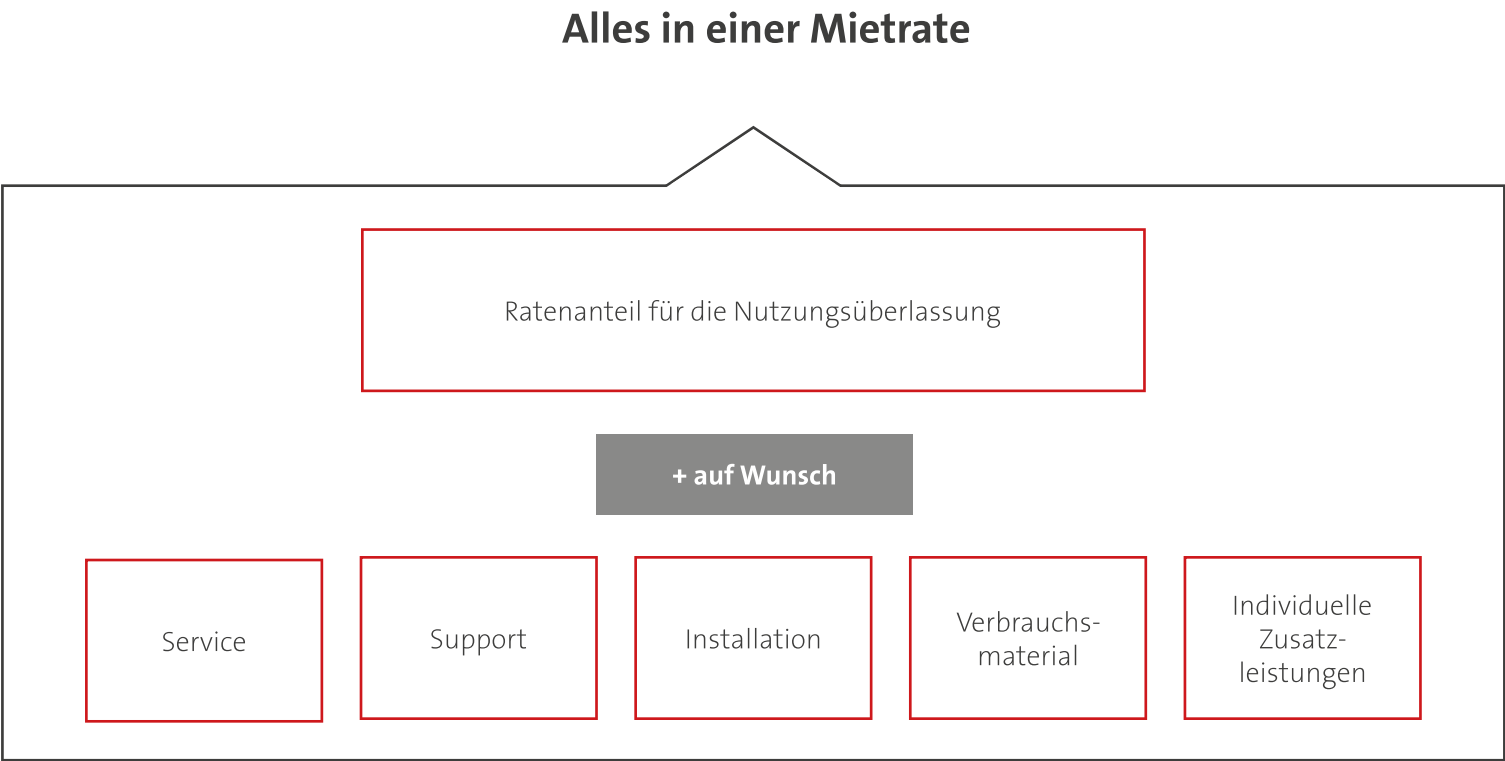 Alles in einer Mietrate
Ratenanteil für die Nutzungsüberlassung
+ auf Wunsch
Service
Support
Installation
Verbrauchs-
material
Individuelle
Zusatz-
leistungen